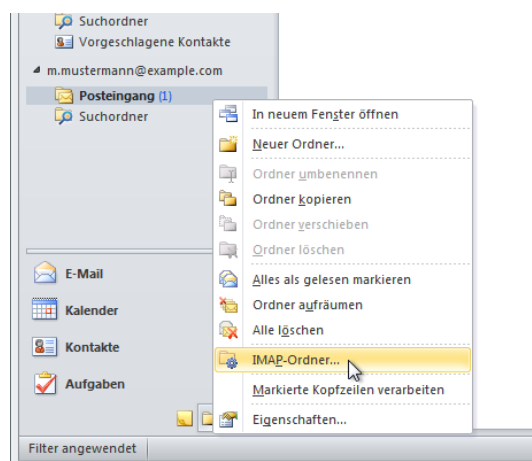 Suchordner
Vorgeschlagene Kontakte
m.mustermann@example.com
Posteingang (1)
Suchordner
In neuem Fenster öffnen
Neuer Ordner...
Ordner umbenennen
Ordner kopieren
Ordner verschieben
Ordner löschen
Alles als gelesen markieren
Ordner aufräumen
Alle löschen
IMAP-Ordner...
Markierte Kopfzeilen verarbeiten
Eigenschaften...
E-Mail
Kalender
Kontakte
Aufgaben
Filter angewendet